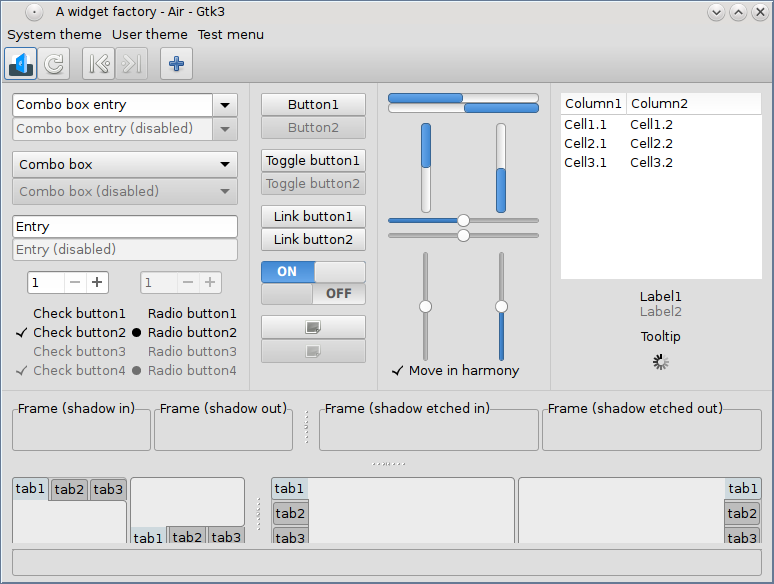 A widget factory - Air - Gtk3
System theme User theme Test menu
Combo box entry
Combo box entry (disabled)
Combo box
Combo box (disabled)
Entry
Entry (disabled)
1
1
Check button1 Radio button1
Check button2 Radio button2
Check button3 Radio button3
Check button4 Radio button4
Button1
Button2
Toggle button1
Toggle button2
Link button1
Link button2
ON
OFF
Move in harmony
Column1 Column2
Cell1.1 Cell1.2
Cell2.1 Cell2.2
Cell3.1 Cell3.2
Label1
Label2
Tooltip
Frame (shadow in) Frame (shadow out) Frame (shadow etched in) Frame (shadow etched out)
tab1 tab2 tab3
tab1 tab2 tab3
tab1
tab2
tab3
tab1
tab2
tab3